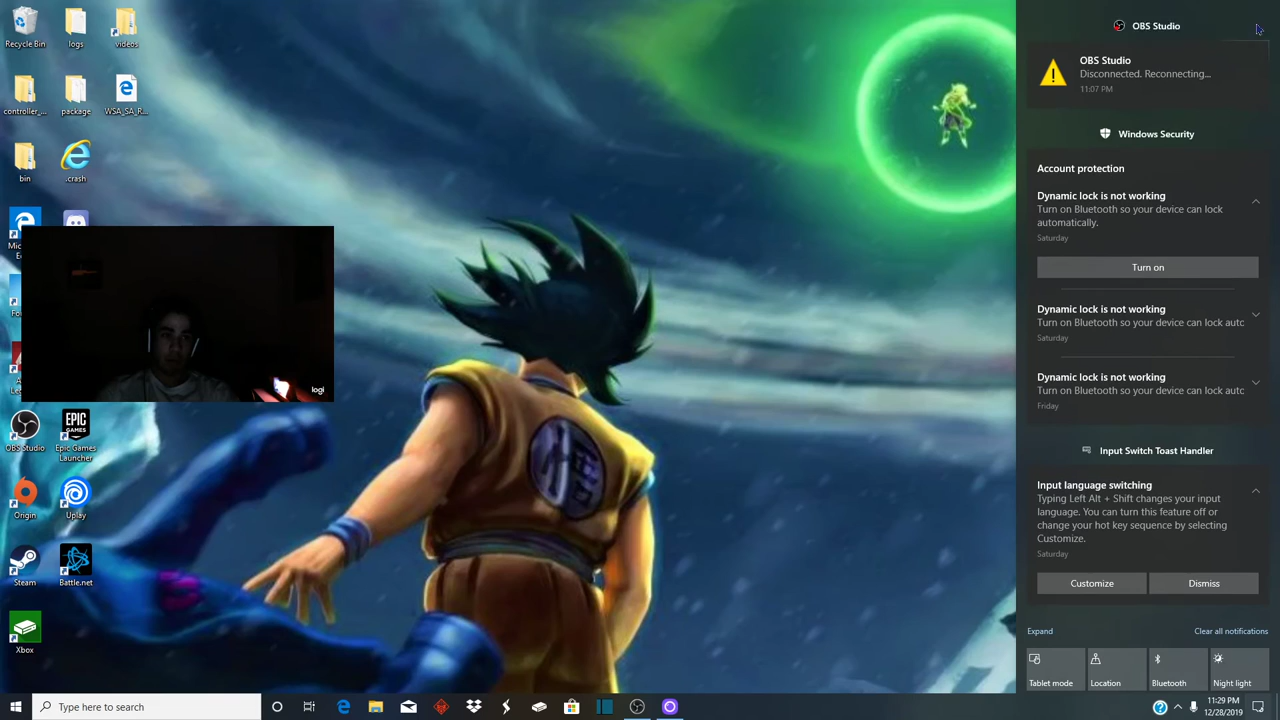 Recycle Bin
logs
videos
controller_...
package
WSA_SA_R...
bin
.crash
logi
OBS Studio
EPIC
GAMES
Epic Games
Launcher
Origin
Uplay
Steam
Battle.net
Xbox
OBS Studio
OBS Studio
Disconnected. Reconnecting...
11:07 PM
Windows Security
Account protection
Dynamic lock is not working
Turn on Bluetooth so your device can lock
automatically.
Saturday
Turn on
Dynamic lock is not working
Turn on Bluetooth so your device can lock autc
Saturday
Dynamic lock is not working
Turn on Bluetooth so your device can lock autc
Friday
Input Switch Toast Handler
Input language switching
Typing Left Alt + Shift changes your input
language. You can turn this feature off or
change your hot key sequence by selecting
Customize.
Saturday
Customize
Dismiss
Expand
Clear all notifications
Tablet mode
Location
Bluetooth
Night light
Type here to search
11:29 PM
12/28/2019